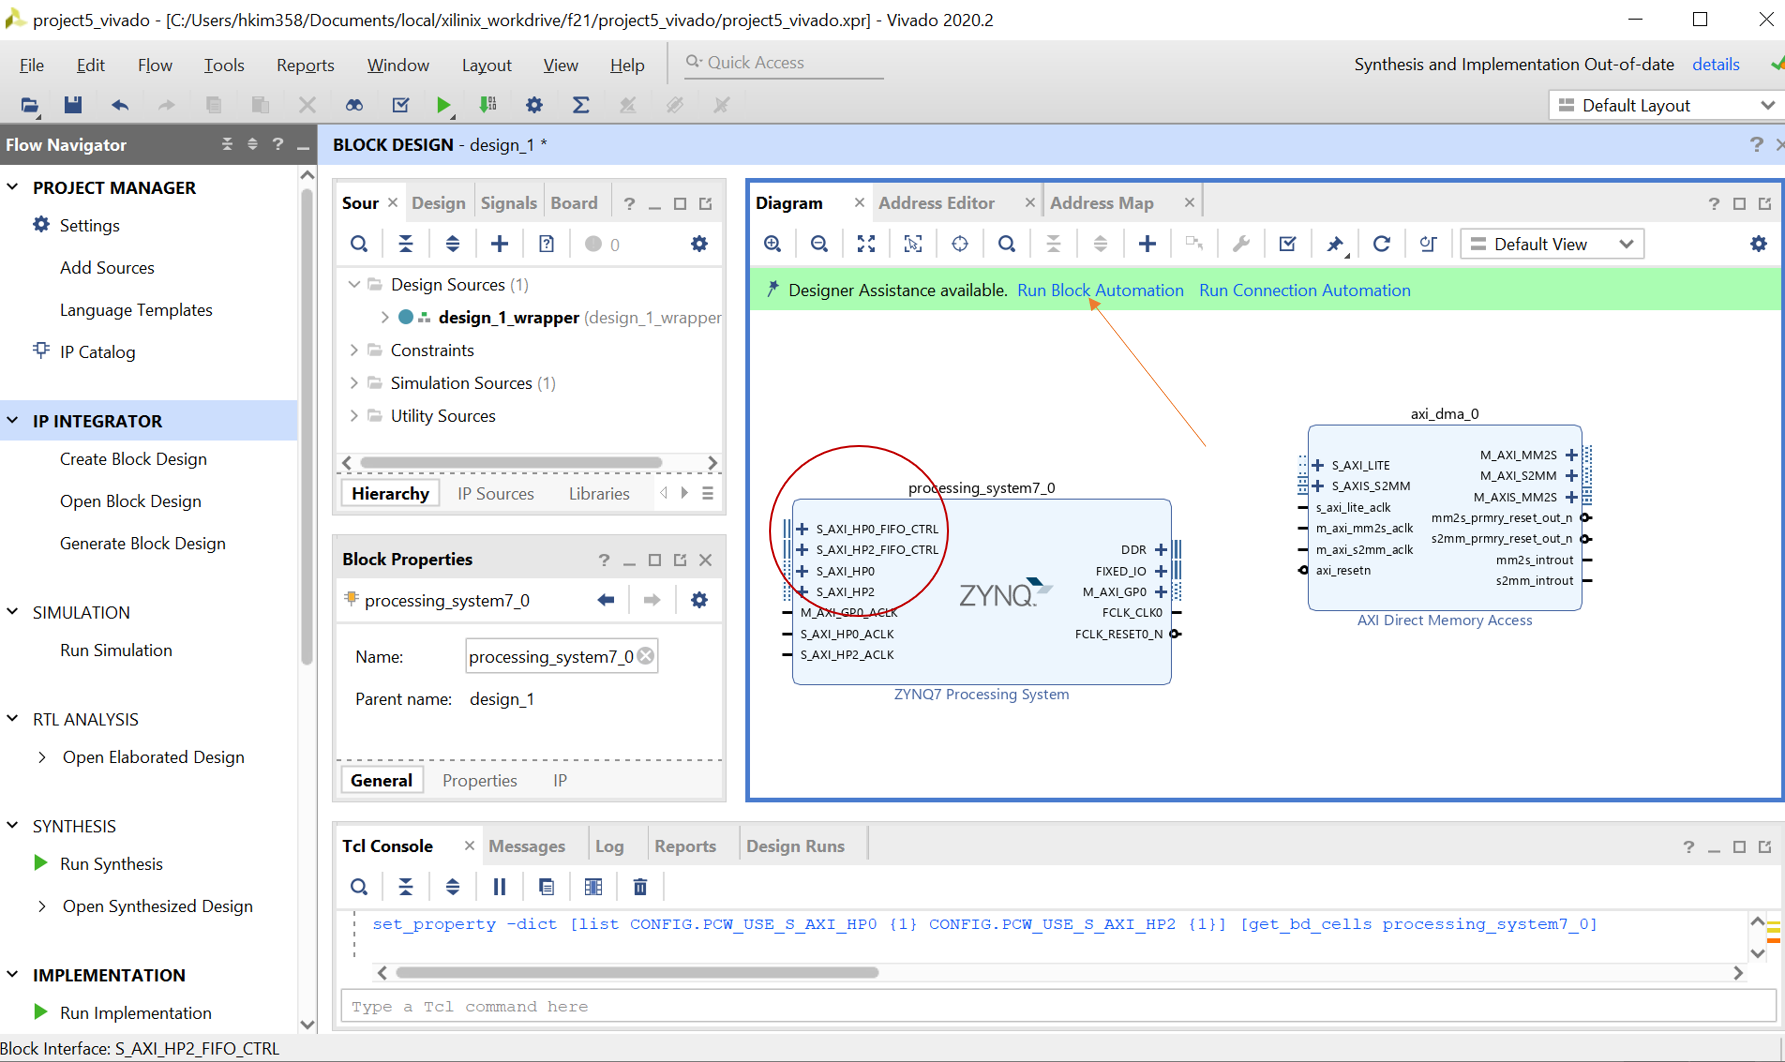 project5_vivado - [C:/Users/hkim358/Documents/local/xilinix_workdrive/f21/project5_vivado/project5_vivado.xpr] - Vivado 2020.2
File Edit Flow Tools Reports Window Layout View Help Quick Access
Synthesis and Implementation Out-of-date details
Default Layout
Flow Navigator
PROJECT MANAGER
Settings
Add Sources
Language Templates
IP Catalog
IP INTEGRATOR
Create Block Design
Open Block Design
Generate Block Design
SIMULATION
Run Simulation
RTL ANALYSIS
Open Elaborated Design
SYNTHESIS
Run Synthesis
Open Synthesized Design
IMPLEMENTATION
Run Implementation
BLOCK DESIGN - design_1 *
Sour Design Signals Board
0
Design Sources (1)
design_1_wrapper (design_1_wrapper
Constraints
Simulation Sources (1)
Utility Sources
Hierarchy IP Sources Libraries
Block Properties
processing_system7_0
Name: processing_system7_0
Parent name: design_1
General Properties IP
Diagram Address Editor Address Map
Default View
Designer Assistance available. Run Block Automation Run Connection Automation
processing_system7_0
S_AXI_HP0_FIFO_CTRL
S_AXI_HP2_FIFO_CTRL
S_AXI_HP0
S_AXI_HP2
M_AXI_GP0_ACLK
S_AXI_HP0_ACLK
S_AXI_HP2_ACLK
ZYNQ
DDR
FIXED_IO
M_AXI_GP0
FCLK_CLK0
FCLK_RESET0_N
ZYNQ7 Processing System
axi_dma_0
S_AXI_LITE
S_AXIS_S2MM
s_axi_lite_aclk
m_axi_mm2s_aclk
m_axi_s2mm_aclk
axi_resetn
M_AXI_MM2S
M_AXI_S2MM
M_AXIS_MM2S
mm2s_prmry_reset_out_n
s2mm_prmry_reset_out_n
mm2s_introut
s2mm_introut
AXI Direct Memory Access
Tcl Console Messages Log Reports Design Runs
set_property -dict [list CONFIG.PCW_USE_S_AXI_HP0 {1} CONFIG.PCW_USE_S_AXI_HP2 {1}] [get_bd_cells processing_system7_0]
Type a Tcl command here
Block Interface: S_AXI_HP2_FIFO_CTRL